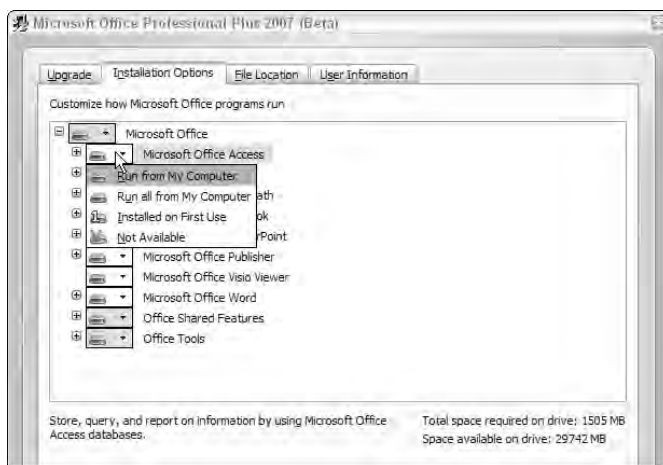 Microsoft Office Professional Plus 2007 (Beta)
Upgrade Installation Options File Location User Information
Customize how Microsoft Office programs run
Microsoft Office
Microsoft Office Access
Run from My Computer
Run all from My Computer ath
Installed on First Use ok
Not Available rPoint
Microsoft Office Publisher
Microsoft Office Visio Viewer
Microsoft Office Word
Office Shared Features
Office Tools
Store, query, and report on information by using Microsoft Office
Access databases.
Total space required on drive: 1505 MB
Space available on drive: 29742 MB